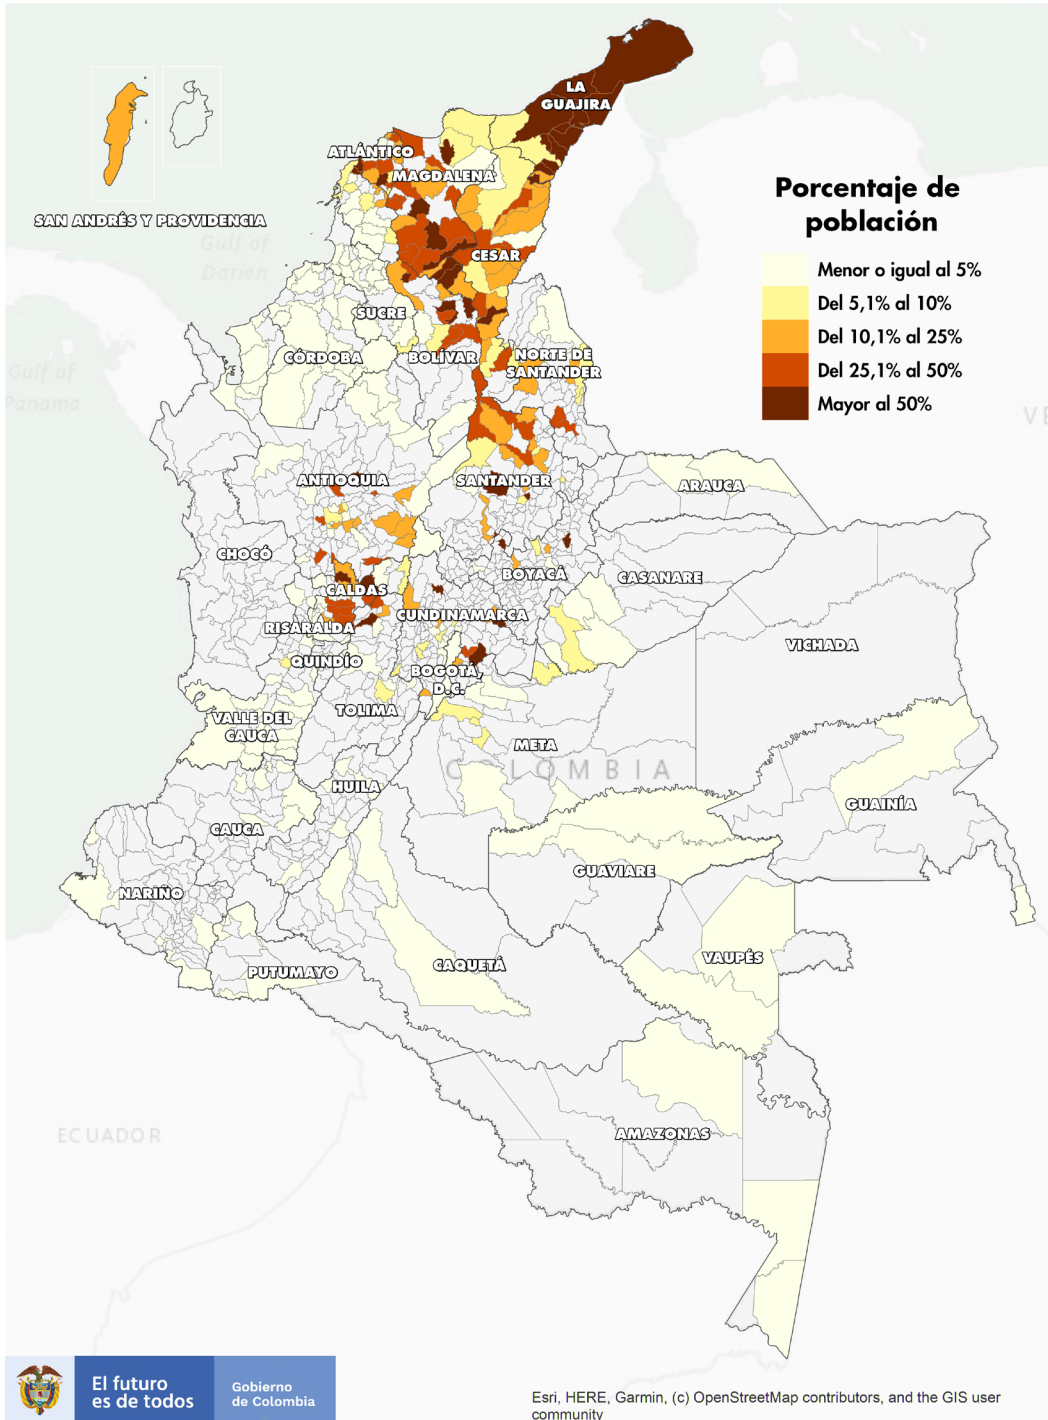 LA
GUAJIRA
ATLÁNTICO
MAGDALENA
Porcentaje de
población
SAN ANDRÉS Y PROVIDENCIA
Gulf of
Darien
CESAR
Menor o igual al 5%
Del 5,1% al 10%
SUCRE
Del 10,1% al 25%
CÓRDOBA
BOLÍVAR
NORTE DE
SANTANDER
Del 25,1% al 50%
Gulf of
Panama
Mayor al 50%
VE
ANTIOQUIA
SANTANDER
ARAUCA
CHOCÓ
BOYACÁ
CASANARE
CALDAS
CUNDINAMARCA
RISARALDA
VICHADA
QUINDÍO
BOGOTÁ,
D.C.
TOLIMA
VALLE DEL
CAUCA
META
COLOMBIA
HUILA
GUAINÍA
CAUCA
GUAVIARE
NARIÑO
VAUPÉS
CAQUETÁ
PUTUMAYO
ECUADOR
AMAZONAS
El futuro
es de todos
Gobierno
de Colombia
Esri, HERE, Garmin, (c) OpenStreetMap contributors, and the GIS user
community